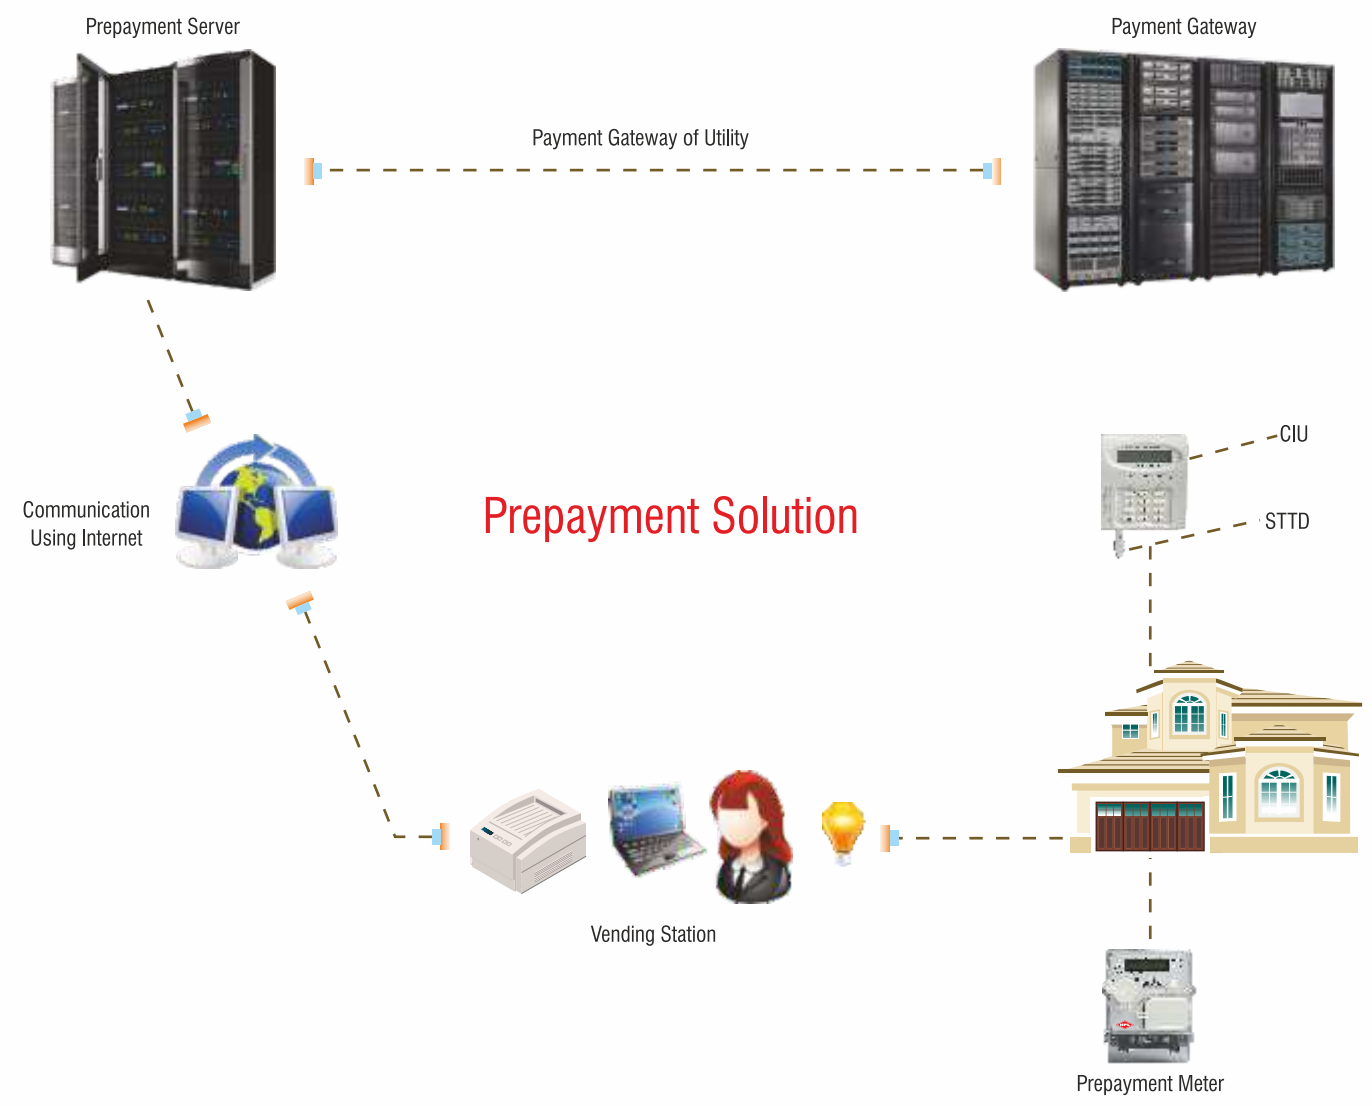 Prepayment Server
Payment Gateway
Payment Gateway of Utility
CIU
Communication
Using Internet
Prepayment Solution
STTD
Vending Station
Prepayment Meter